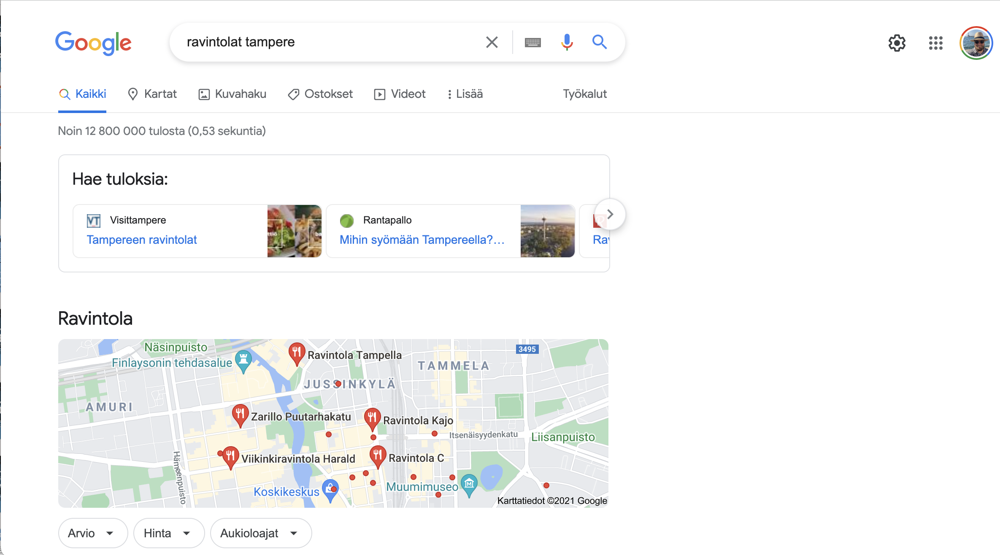 Google
ravintolat tampere
Kaikki
Kartat
Kuvahaku
Ostokset
Videot
Lisää
Työkalut
Noin 12 800 000 tulosta (0,53 sekuntia)
Hae tuloksia:
VT
Visittampere
Tampereen ravintolat
Rantapallo
Mihin syömään Tampereella?...
Ravintola
Näsinpuisto
Finlaysonin tehdasalue
Ravintola Tampella
3495
TAMMELA
JUSSINKYLÄ
AMURI
Zarillo Puutarhakatu
Ravintola Kajo
Itsenäisyydenkatu
Liisanpuisto
Hämeenpuisto
Viikinkiravintola Harald
Ravintola C
Koskikeskus
Muumimuseo
M
Karttatiedot ©2021 Google
Arvio
Hinta
Aukioloajat